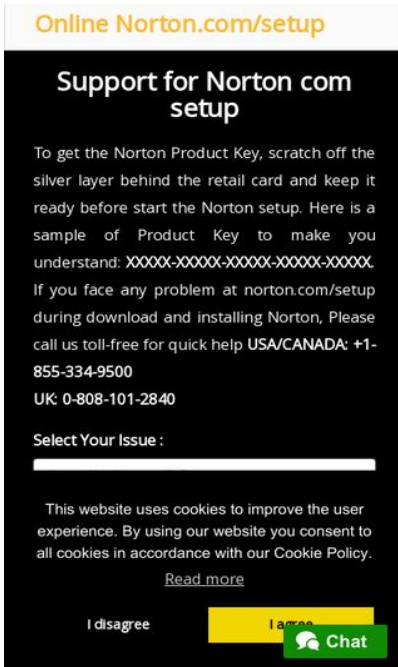 Online Norton.com/setup
Support for Norton com
setup
To get the Norton Product Key, scratch off the
silver layer behind the retail card and keep it
ready before start the Norton setup. Here is a
sample of Product Key to make you
understand: XXXXX-XXXXX-XXXXX-XXXXX-XXXXX.
If you face any problem at norton.com/setup
during download and installing Norton, Please
call us toll-free for quick help USA/CANADA: +1-
855-334-9500
UK: 0-808-101-2840
Select Your Issue :
This website uses cookies to improve the user
experience. By using our website you consent to
all cookies in accordance with our Cookie Policy.
Read more
I disagree
I agree
Chat